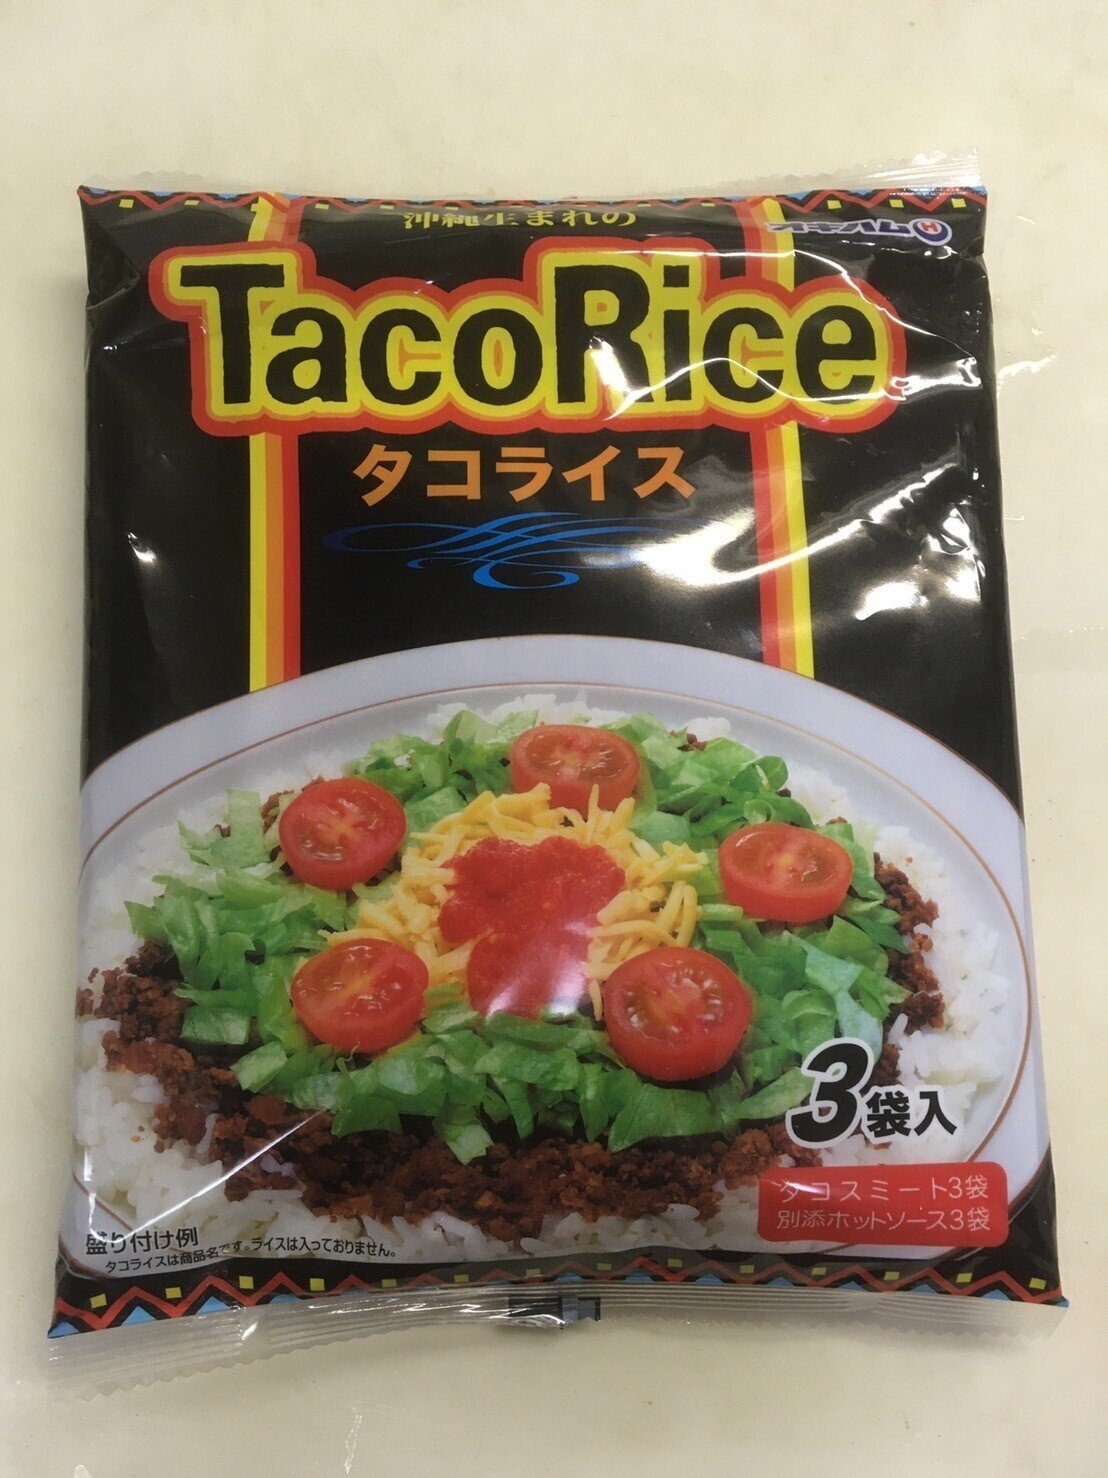 沖縄生まれの
オキハム
TacoRice
タコライス
3袋入
タコスミート3袋
別添ホットソース3袋
盛り付け例
タコライスは商品名です。ライスは入っておりません。